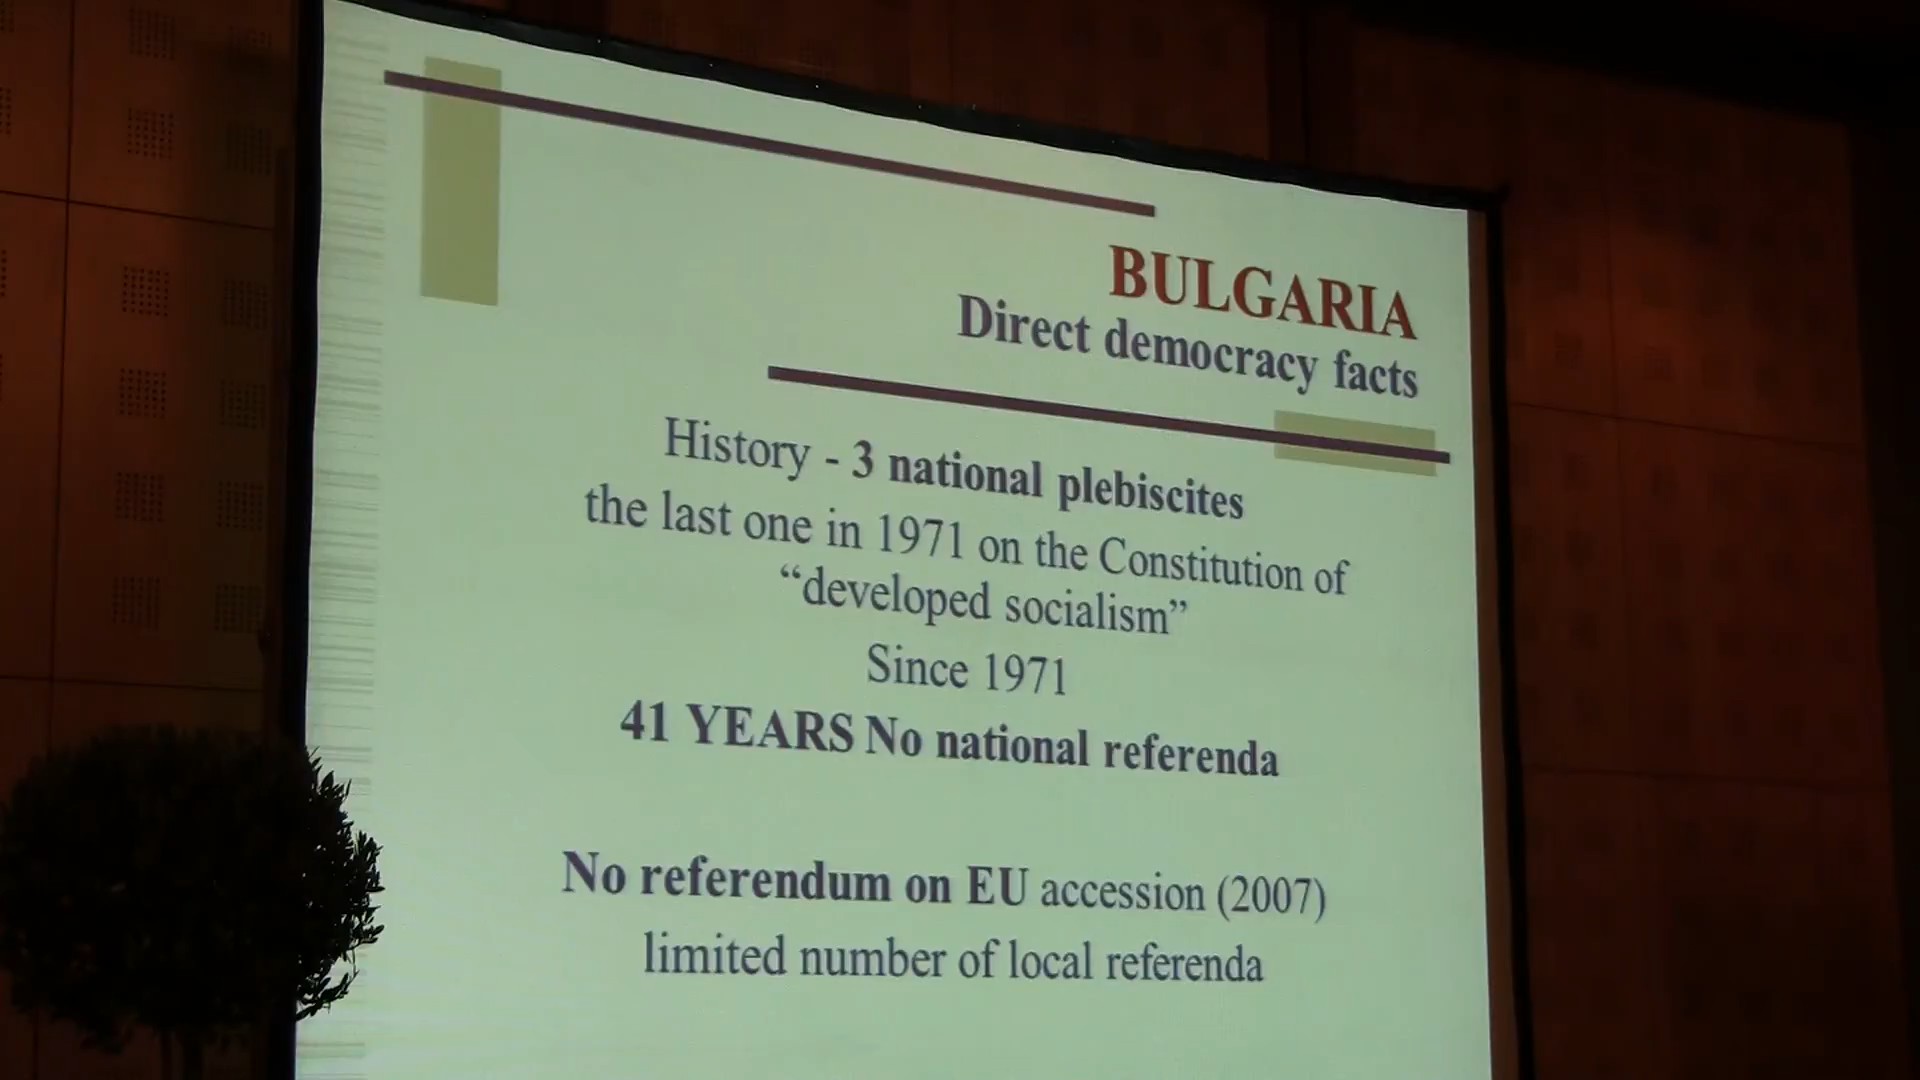 BULGARIA
Direct democracy facts
History - 3 national plebiscites
the last one in 1971 on the Constitution of
“developed socialism”
Since 1971
41 YEARS No national referenda
No referendum on EU accession (2007)
limited number of local referenda